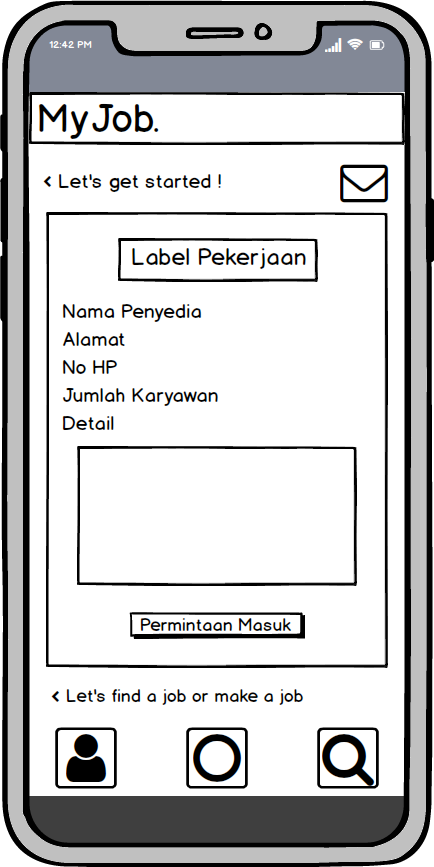 12:42 PM
MyJob.
Let's get started !
Label Pekerjaan
Nama Penyedia
Alamat
No HP
Jumlah Karyawan
Detail
Permintaan Masuk
Let's find a job or make a job